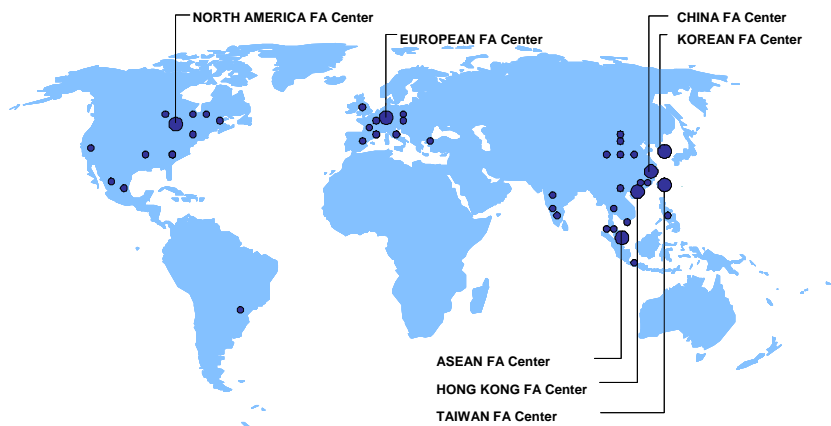 NORTH AMERICA FA Center
CHINA FA Center
EUROPEAN FA Center
KOREAN FA Center
ASEAN FA Center
HONG KONG FA Center
TAIWAN FA Center